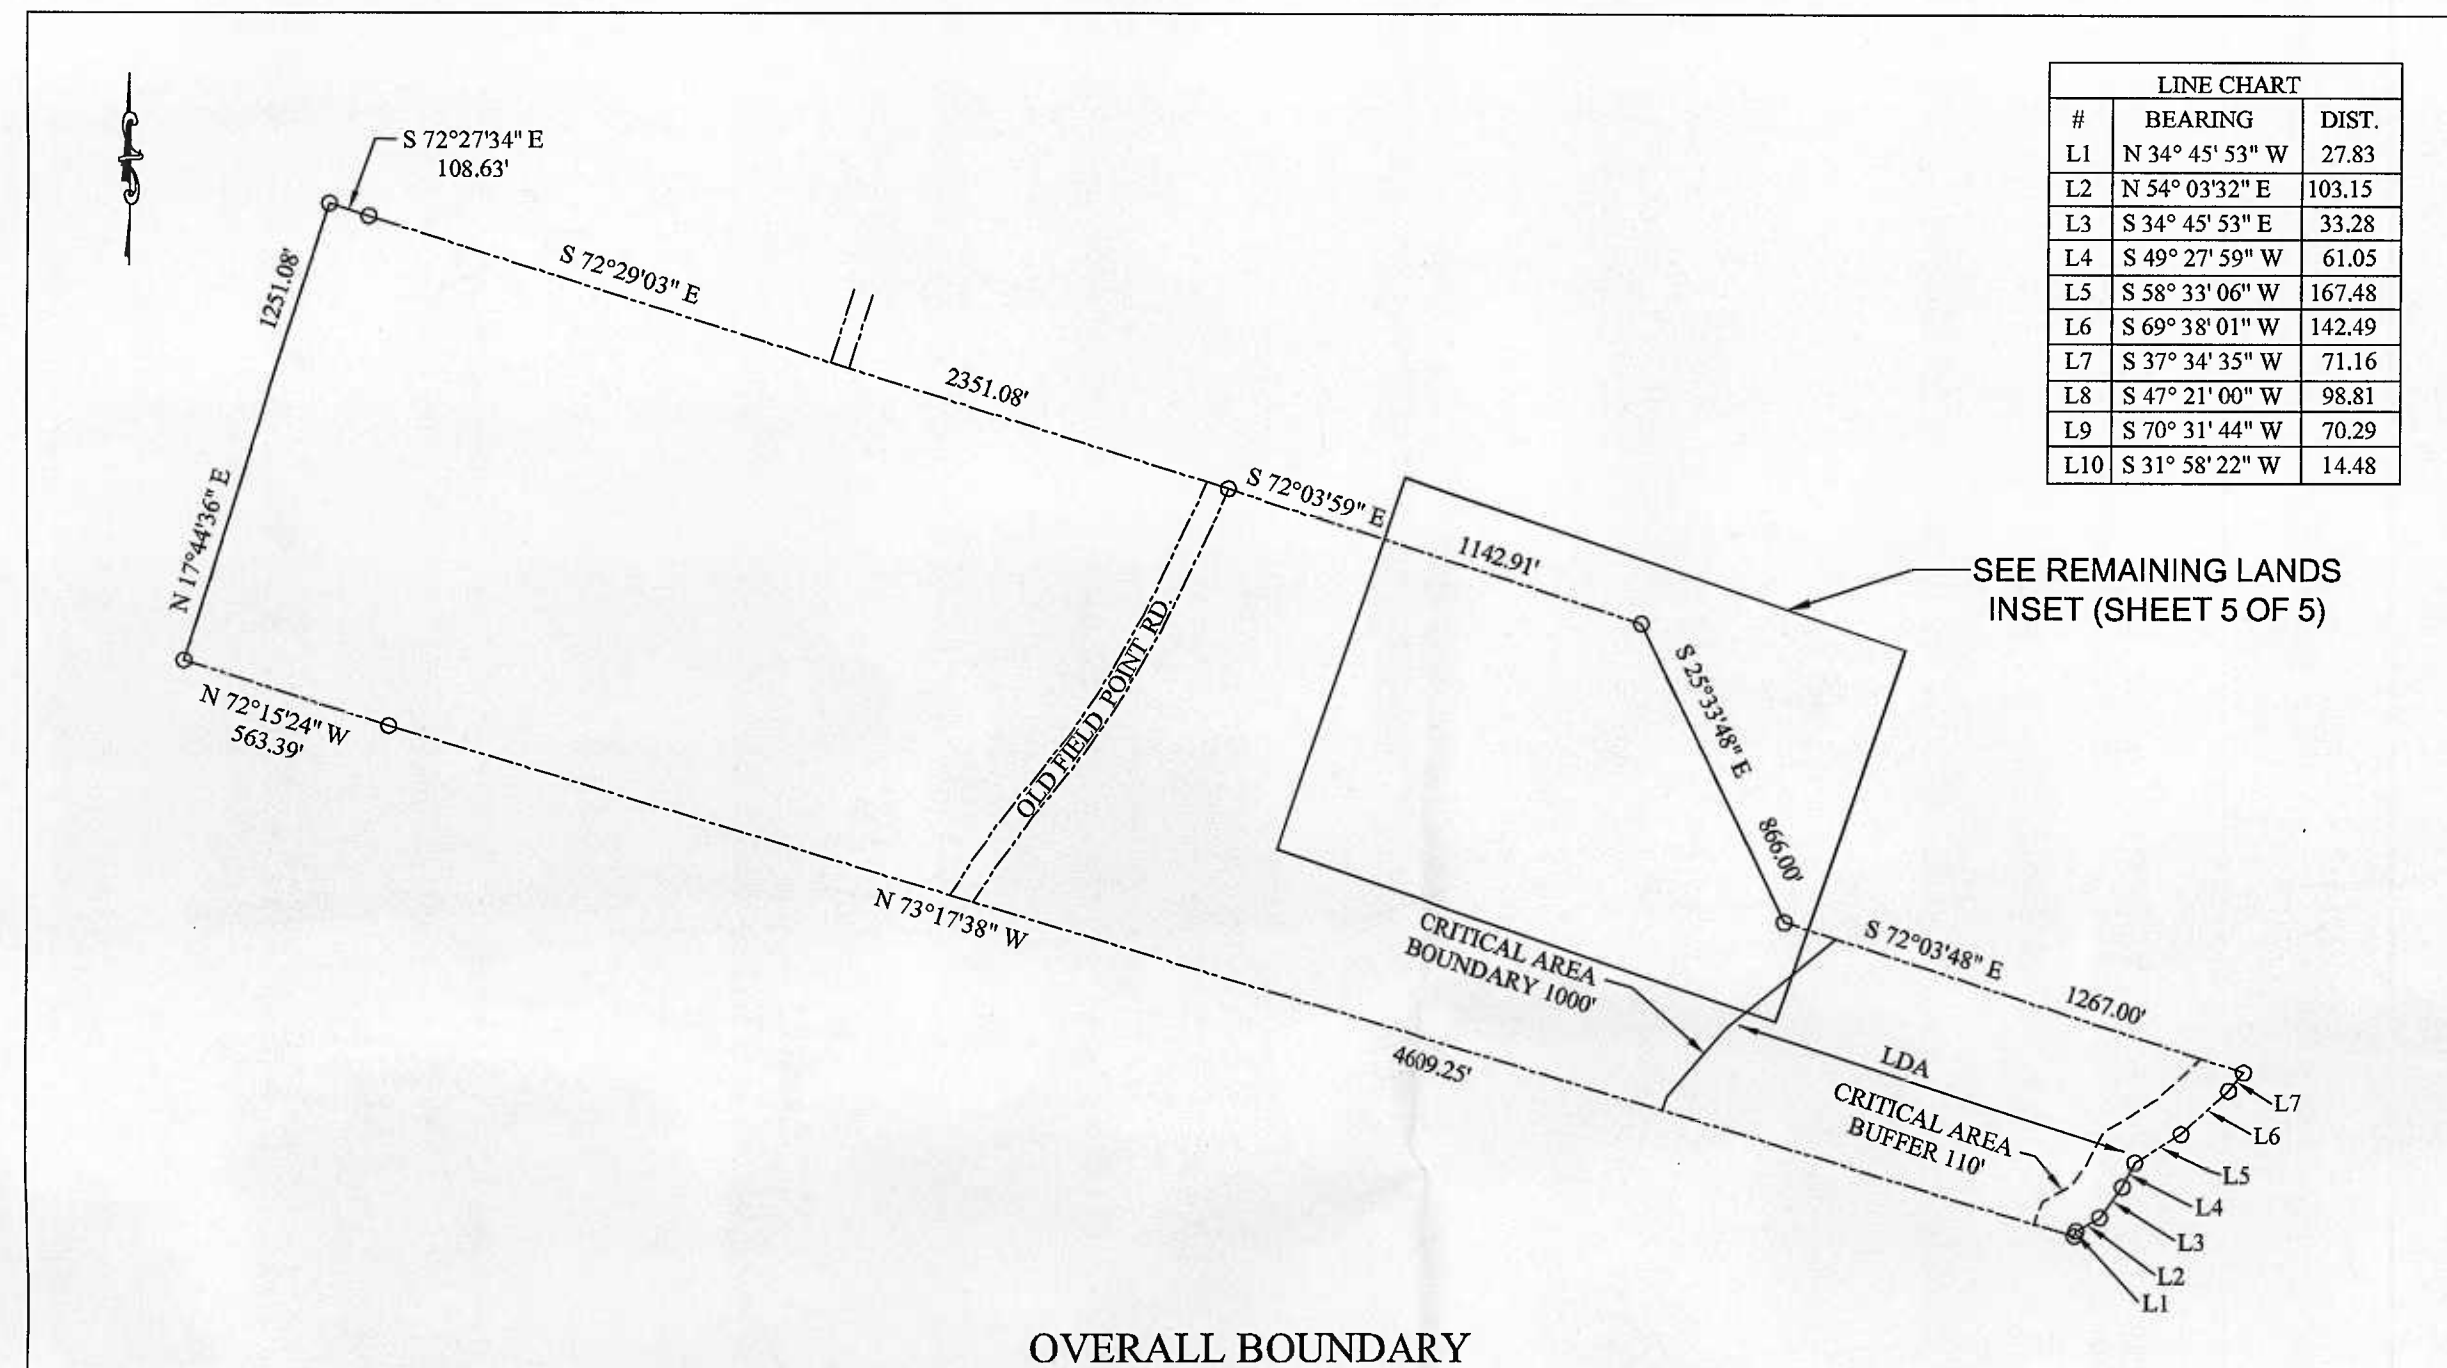 LINE CHART
# BEARING DIST.
L1 N 34° 45' 53" W 27.83
L2 N 54° 03'32" E 103.15
L3 S 34° 45' 53" E 33.28
L4 S 49° 27' 59" W 61.05
L5 S 58° 33' 06" W 167.48
L6 S 69° 38' 01" W 142.49
L7 S 37° 34' 35" W 71.16
L8 S 47° 21' 00" W 98.81
L9 S 70° 31' 44" W 70.29
L10 S 31° 58' 22" W 14.48
S 72°27'34" E
108.63'
1251.08'
N 17°44'36" E
S 72°29'03" E
2351.08'
S 72°03'59" E
1142.91'
SEE REMAINING LANDS
INSET (SHEET 5 OF 5)
S 25°33'48" E
866.00'
OLD FIELD POINT RD.
N 72°15'24" W
563.39'
N 73°17'38" W
4609.25'
CRITICAL AREA
BOUNDARY 1000'
S 72°03'48" E
1267.00'
LDA
CRITICAL AREA
BUFFER 110'
L7
L6
L5
L4
L3
L2
L1
OVERALL BOUNDARY